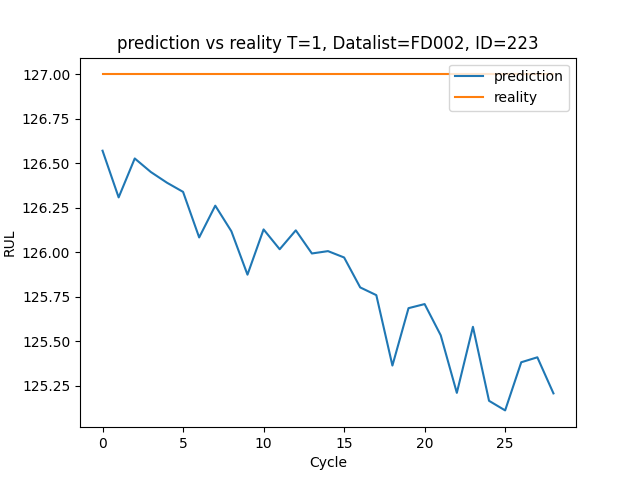 prediction vs reality T=1, Datalist=FD002, ID=223
prediction
reality
127.00
126.75
126.50
126.25
126.00
125.75
125.50
125.25
RUL
0 5 10 15 20 25
Cycle